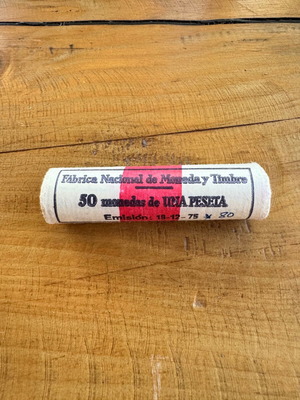 Fábrica Nacional de Moneda y Timbre
50 monedas de UNA PESETA
Emisión: 18-12-75 * 80